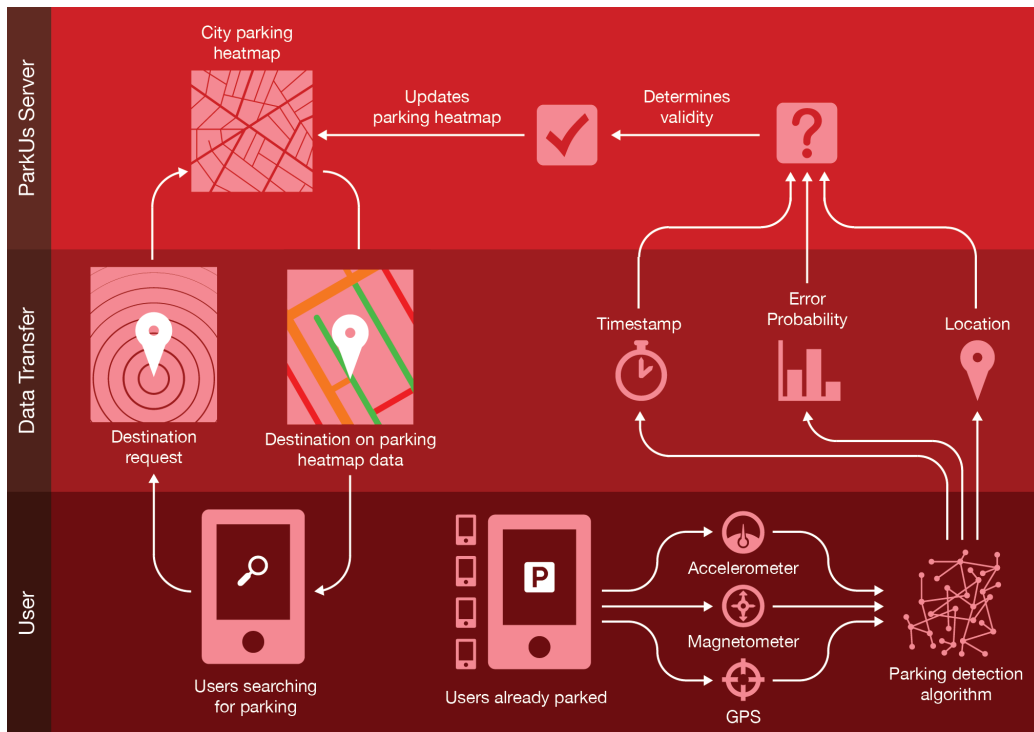 ParkUs Server
City parking
heatmap
Updates
parking heatmap
Determines
validity
?
Data Transfer
Destination
request
Destination on parking
heatmap data
Timestamp
Error
Probability
Location
User
Users searching
for parking
P
Users already parked
Accelerometer
Magnetometer
GPS
Parking detection
algorithm